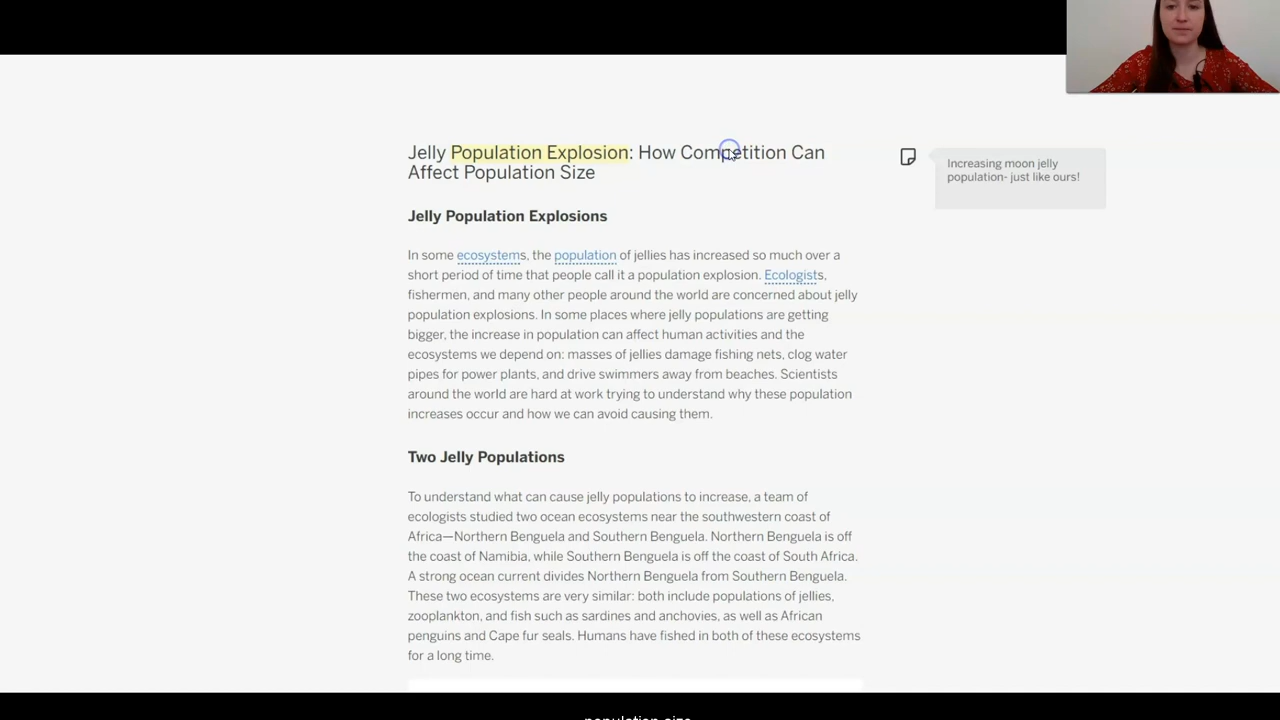 Jelly Population Explosion: How Competition Can
Affect Population Size
Increasing moon jelly
population- just like ours!
Jelly Population Explosions
In some ecosystems, the population of jellies has increased so much over a
short period of time that people call it a population explosion. Ecologists,
fishermen, and many other people around the world are concerned about jelly
population explosions. In some places where jelly populations are getting
bigger, the increase in population can affect human activities and the
ecosystems we depend on: masses of jellies damage fishing nets, clog water
pipes for power plants, and drive swimmers away from beaches. Scientists
around the world are hard at work trying to understand why these population
increases occur and how we can avoid causing them.
Two Jelly Populations
To understand what can cause jelly populations to increase, a team of
ecologists studied two ocean ecosystems near the southwestern coast of
Africa—Northern Benguela and Southern Benguela. Northern Benguela is off
the coast of Namibia, while Southern Benguela is off the coast of South Africa.
A strong ocean current divides Northern Benguela from Southern Benguela.
These two ecosystems are very similar: both include populations of jellies,
zooplankton, and fish such as sardines and anchovies, as well as African
penguins and Cape fur seals. Humans have fished in both of these ecosystems
for a long time.
population size